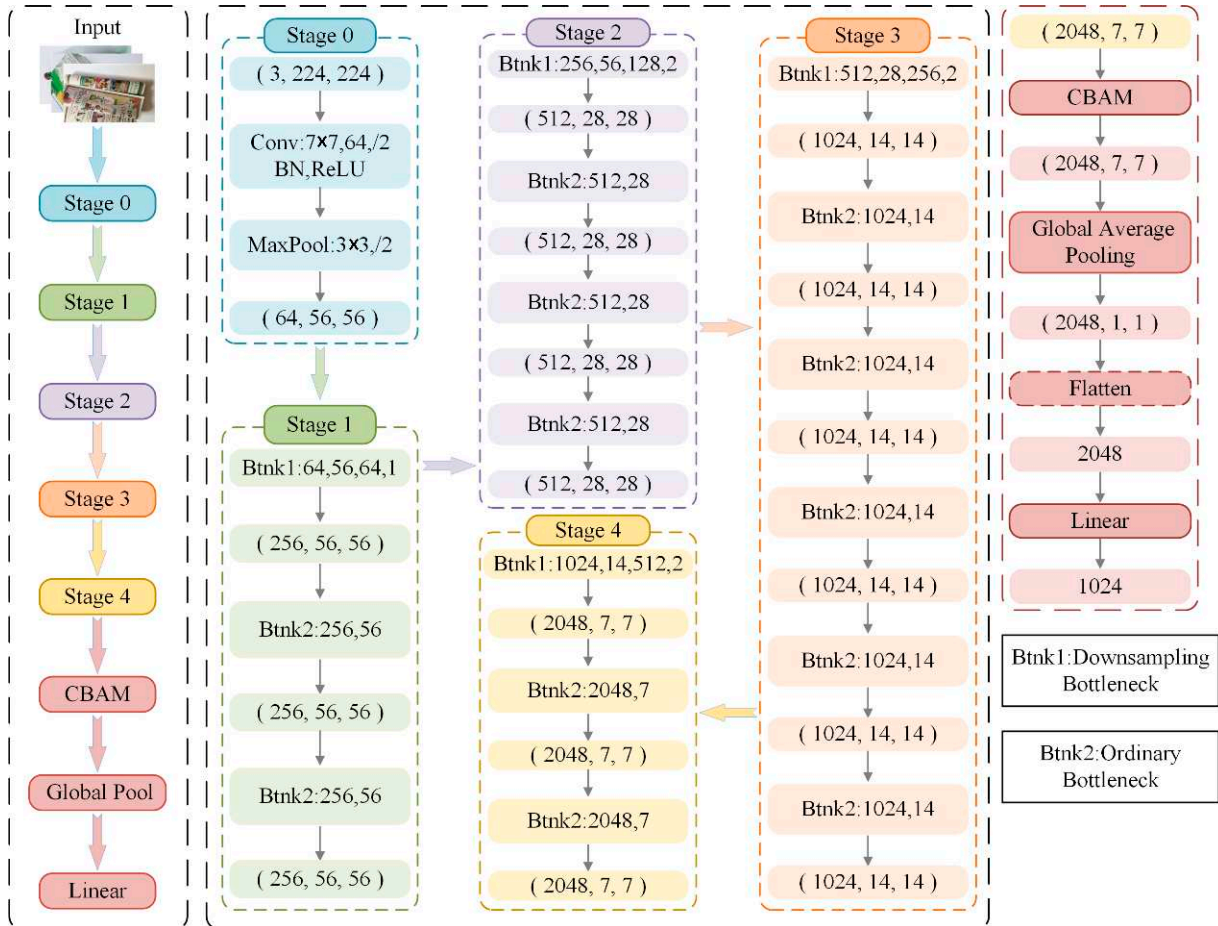 Input
Stage 0
Stage 1
Stage 2
Stage 3
Stage 4
CBAM
Global Pool
Linear
Stage 0
( 3, 224, 224 )
Conv:7×7,64,/2
BN,ReLU
MaxPool:3×3,/2
( 64, 56, 56 )
Stage 1
Btnk1:64,56,64,1
( 256, 56, 56 )
Btnk2:256,56
( 256, 56, 56 )
Btnk2:256,56
( 256, 56, 56 )
Stage 2
Btnk1:256,56,128,2
( 512, 28, 28 )
Btnk2:512,28
( 512, 28, 28 )
Btnk2:512,28
( 512, 28, 28 )
Btnk2:512,28
( 512, 28, 28 )
Stage 3
Btnk1:512,28,256,2
( 1024, 14, 14 )
Btnk2:1024,14
( 1024, 14, 14 )
Btnk2:1024,14
( 1024, 14, 14 )
Btnk2:1024,14
( 1024, 14, 14 )
Btnk2:1024,14
( 1024, 14, 14 )
Btnk2:1024,14
( 1024, 14, 14 )
Stage 4
Btnk1:1024,14,512,2
( 2048, 7, 7 )
Btnk2:2048,7
( 2048, 7, 7 )
Btnk2:2048,7
( 2048, 7, 7 )
( 2048, 7, 7 )
CBAM
( 2048, 7, 7 )
Global Average
Pooling
( 2048, 1, 1 )
Flatten
2048
Linear
1024
Btnk1:Downsampling
Bottleneck
Btnk2:Ordinary
Bottleneck